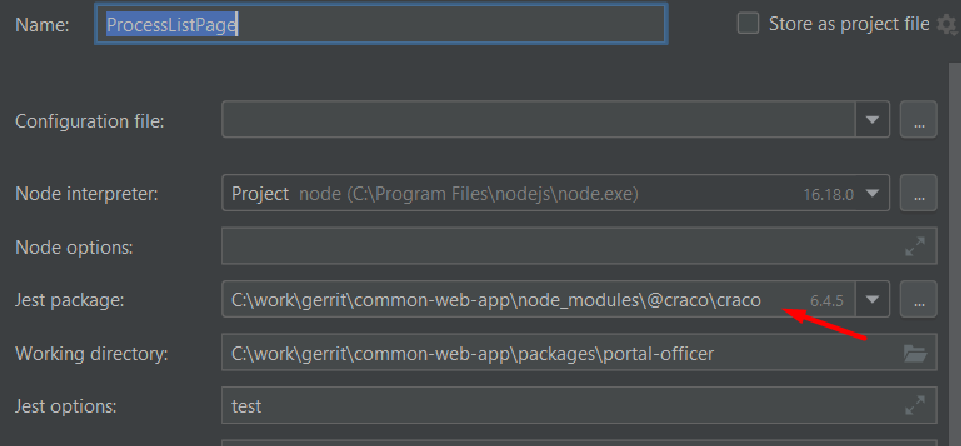 Name: ProcessListPage Store as project file
Configuration file: ...
Node interpreter: Project node (C:\Program Files\nodejs\node.exe) 16.18.0 ...
Node options:
Jest package: C:\work\gerrit\common-web-app\node_modules\@craco\craco 6.4.5 ...
Working directory: C:\work\gerrit\common-web-app\packages\portal-officer
Jest options: test